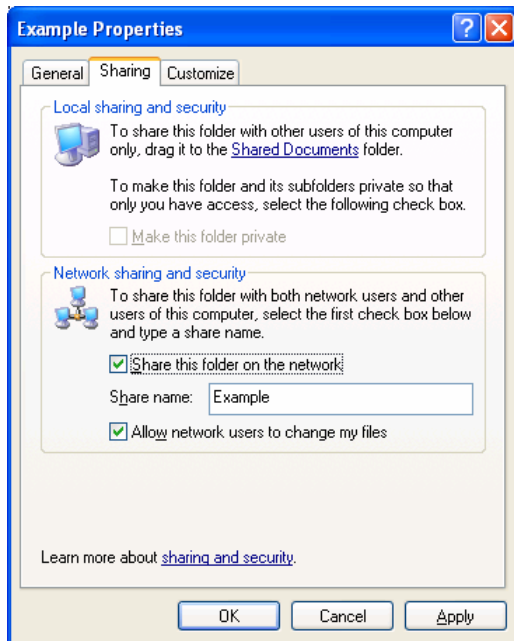 Example Properties
General Sharing Customize
Local sharing and security
To share this folder with other users of this computer
only, drag it to the Shared Documents folder.
To make this folder and its subfolders private so that
only you have access, select the following check box.
Make this folder private
Network sharing and security
To share this folder with both network users and other
users of this computer, select the first check box below
and type a share name.
Share this folder on the network
Share name: Example
Allow network users to change my files
Learn more about sharing and security.
OK Cancel Apply